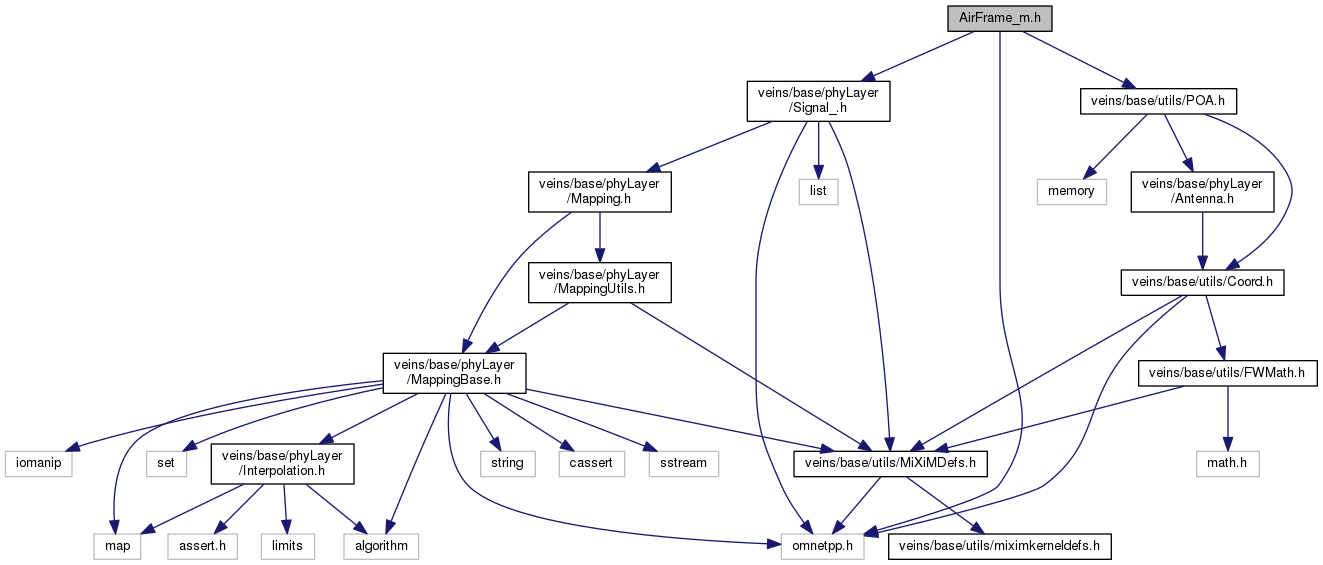 AirFrame_m.h
veins/base/phyLayer
/Signal_.h
veins/base/utils/POA.h
veins/base/phyLayer
/Mapping.h
list
memory
veins/base/phyLayer
/Antenna.h
veins/base/phyLayer
/MappingUtils.h
veins/base/utils/Coord.h
veins/base/phyLayer
/MappingBase.h
veins/base/utils/FWMath.h
iomanip
set
veins/base/phyLayer
/Interpolation.h
string
cassert
sstream
veins/base/utils/MiXiMDefs.h
math.h
map
assert.h
limits
algorithm
omnetpp.h
veins/base/utils/miximkerneldefs.h